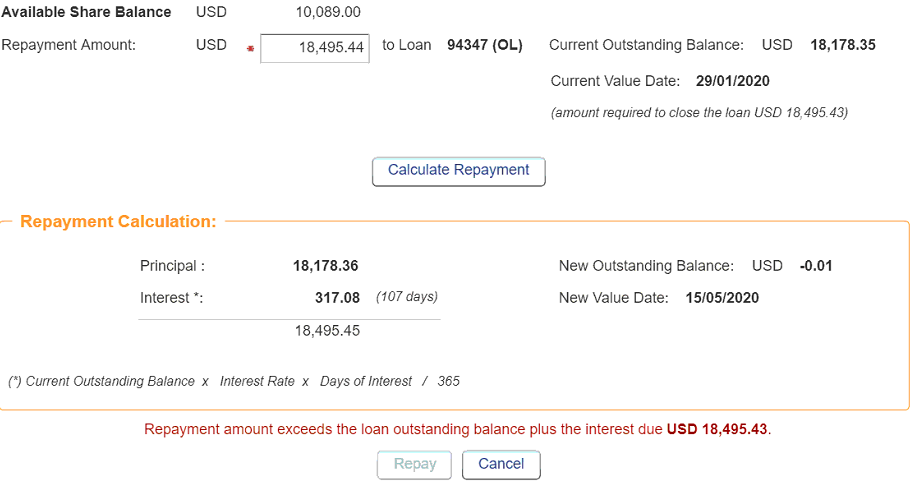 Available Share Balance USD 10,089.00
Repayment Amount: USD * 18,495.44 to Loan 94347 (OL) Current Outstanding Balance: USD 18,178.35
Current Value Date: 29/01/2020
(amount required to close the loan USD 18,495.43)
Calculate Repayment
Repayment Calculation:
Principal : 18,178.36 New Outstanding Balance: USD -0.01
Interest *: 317.08 (107 days) New Value Date: 15/05/2020
18,495.45
(*) Current Outstanding Balance x Interest Rate x Days of Interest / 365
Repayment amount exceeds the loan outstanding balance plus the interest due USD 18,495.43.
Repay Cancel